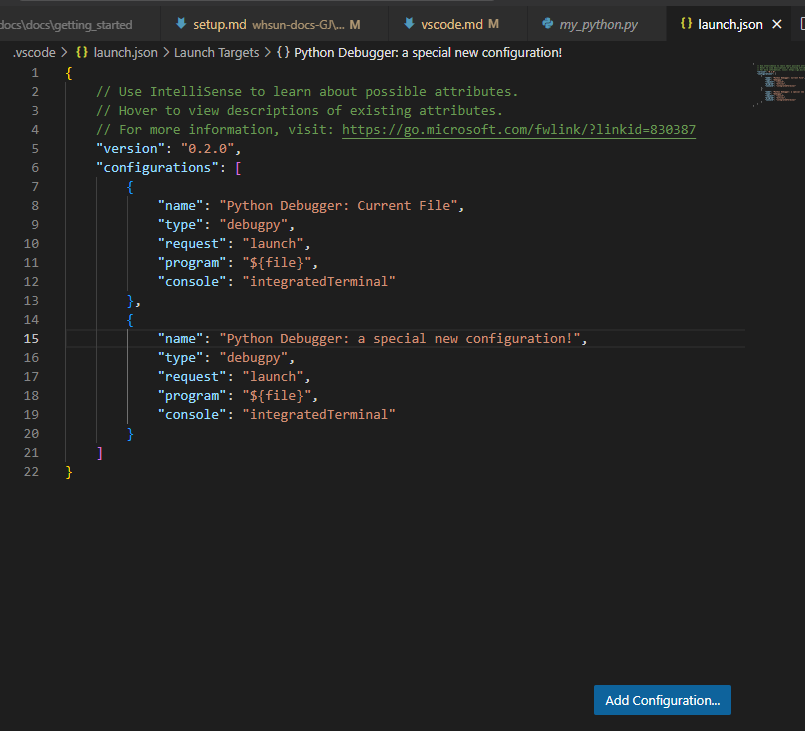 docs\docs\getting_started
setup.md whsun-docs-GJ\... M
vscode.md M
my_python.py
{} launch.json ×
.vscode > {} launch.json > Launch Targets > {} Python Debugger: a special new configuration!
1 {
2 // Use IntelliSense to learn about possible attributes.
3 // Hover to view descriptions of existing attributes.
4 // For more information, visit: https://go.microsoft.com/fwlink/?linkid=830387
5 "version": "0.2.0",
6 "configurations": [
7 {
8 "name": "Python Debugger: Current File",
9 "type": "debugpy",
10 "request": "launch",
11 "program": "${file}",
12 "console": "integratedTerminal"
13 },
14 {
15 "name": "Python Debugger: a special new configuration!",
16 "type": "debugpy",
17 "request": "launch",
18 "program": "${file}",
19 "console": "integratedTerminal"
20 }
21 ]
22 }
Add Configuration...